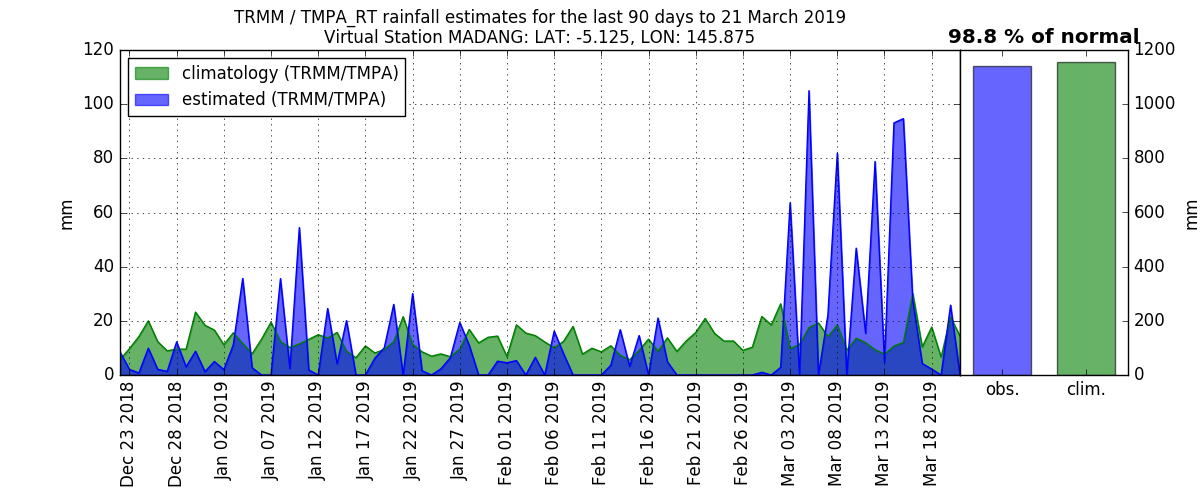 TRMM / TMPA_RT rainfall estimates for the last 90 days to 21 March 2019
Virtual Station MADANG: LAT: -5.125, LON: 145.875
98.8 % of normal
climatology (TRMM/TMPA)
estimated (TRMM/TMPA)
120
100
80
60
40
20
0
mm
1200
1000
800
600
400
200
0
mm
Dec 23 2018
Dec 28 2018
Jan 02 2019
Jan 07 2019
Jan 12 2019
Jan 17 2019
Jan 22 2019
Jan 27 2019
Feb 01 2019
Feb 06 2019
Feb 11 2019
Feb 16 2019
Feb 21 2019
Feb 26 2019
Mar 03 2019
Mar 08 2019
Mar 13 2019
Mar 18 2019
obs.
clim.